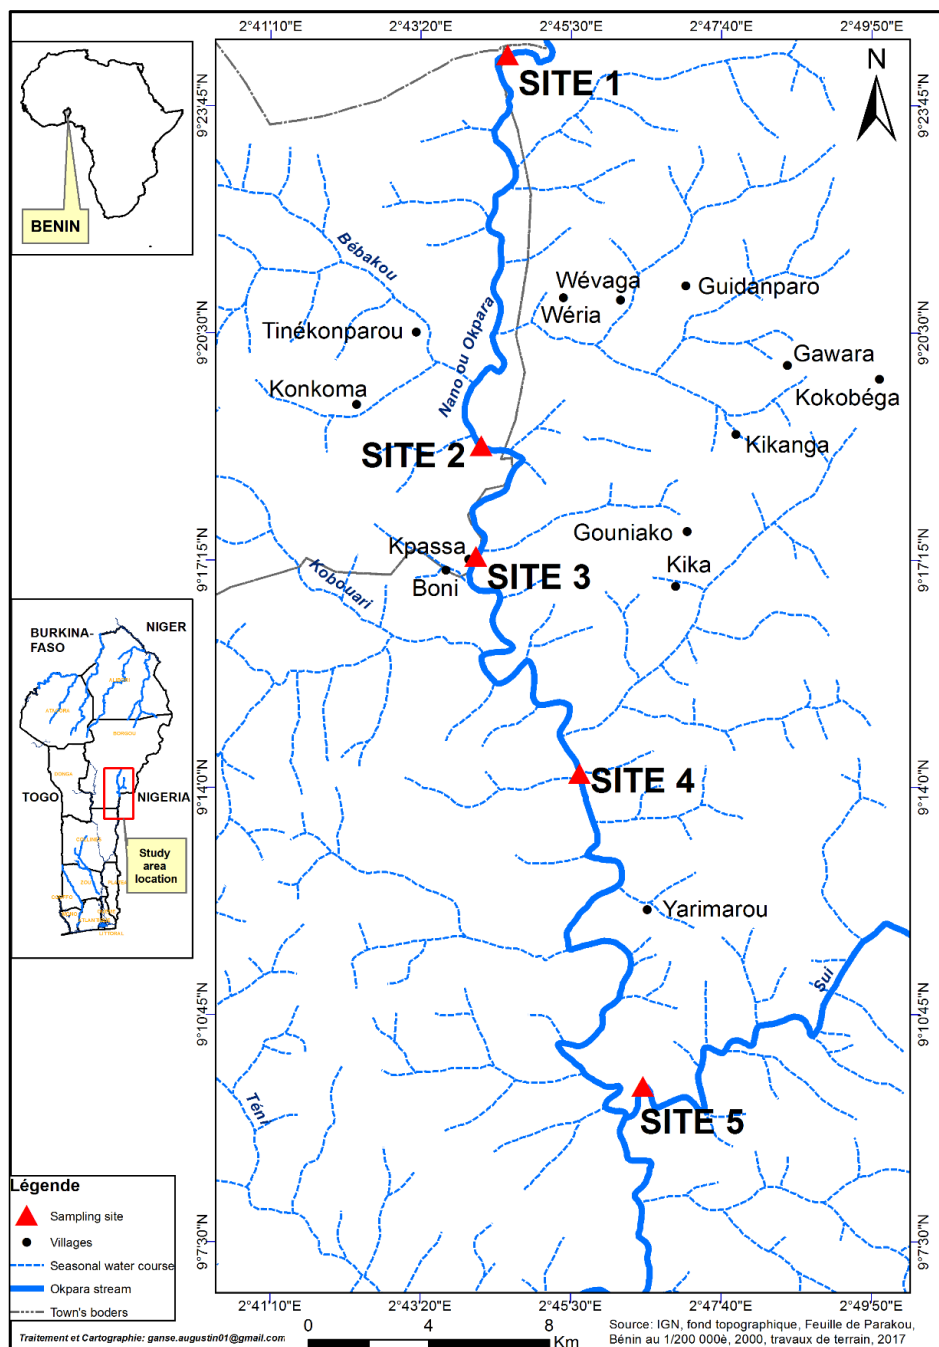 2°41'10"E 2°43'20"E 2°45'30"E 2°47'40"E 2°49'50"E
N
SITE 1
9°23'45"N 9°23'45"N
BENIN
Bébakou
Wévaga
Guidanparo
Wéria
Nano ou Okpara
9°20'30"N 9°20'30"N
Tinékonparou
Gawara
Konkoma
Kokobéga
Kikanga
SITE 2
Gouniako
Kpassa
9°17'15"N 9°17'15"N
Kobouari
Boni
SITE 3
Kika
BURKINA-
FASO
NIGER
BORGOU
DONGA
TOGO
NIGERIA
SITE 4
9°14'0"N 9°14'0"N
Study
area
location
ZOU
LITTORAL
Yarimarou
Sui
9°10'45"N 9°10'45"N
Téni
SITE 5
Légende
Sampling site
Villages
Seasonal water course
Okpara stream
Town's boders
9°7'30"N 9°7'30"N
2°41'10"E 2°43'20"E 2°45'30"E 2°47'40"E 2°49'50"E
Traitement et Cartographie: ganse.augustin01@gmail.com
0 4 8
Km
Source: IGN, fond topographique, Feuille de Parakou,
Bénin au 1/200 000è, 2000, travaux de terrain, 2017